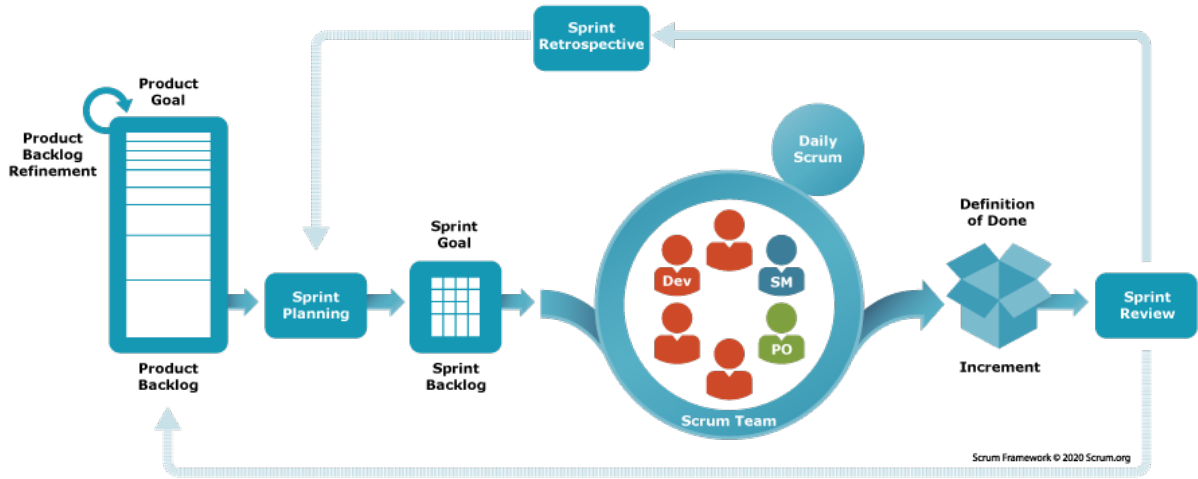 Sprint
Retrospective
Product
Goal
Product
Backlog
Refinement
Daily
Scrum
Sprint
Goal
Definition
of Done
Dev
SM
Sprint
Planning
Sprint
Review
PO
Product
Backlog
Sprint
Backlog
Increment
Scrum Team
Scrum Framework © 2020 Scrum.org